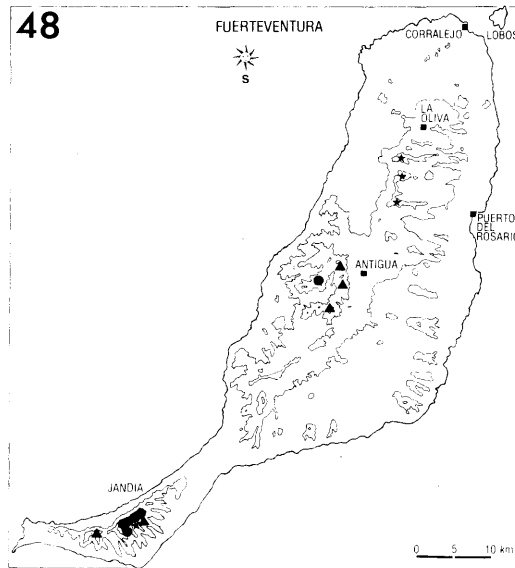 48
FUERTEVENTURA
S
CORRALEJO
LOBOS
LA
OLIVA
PUERTO
DEL
ROSARIO
ANTIGUA
JANDIA
0 5 10 km